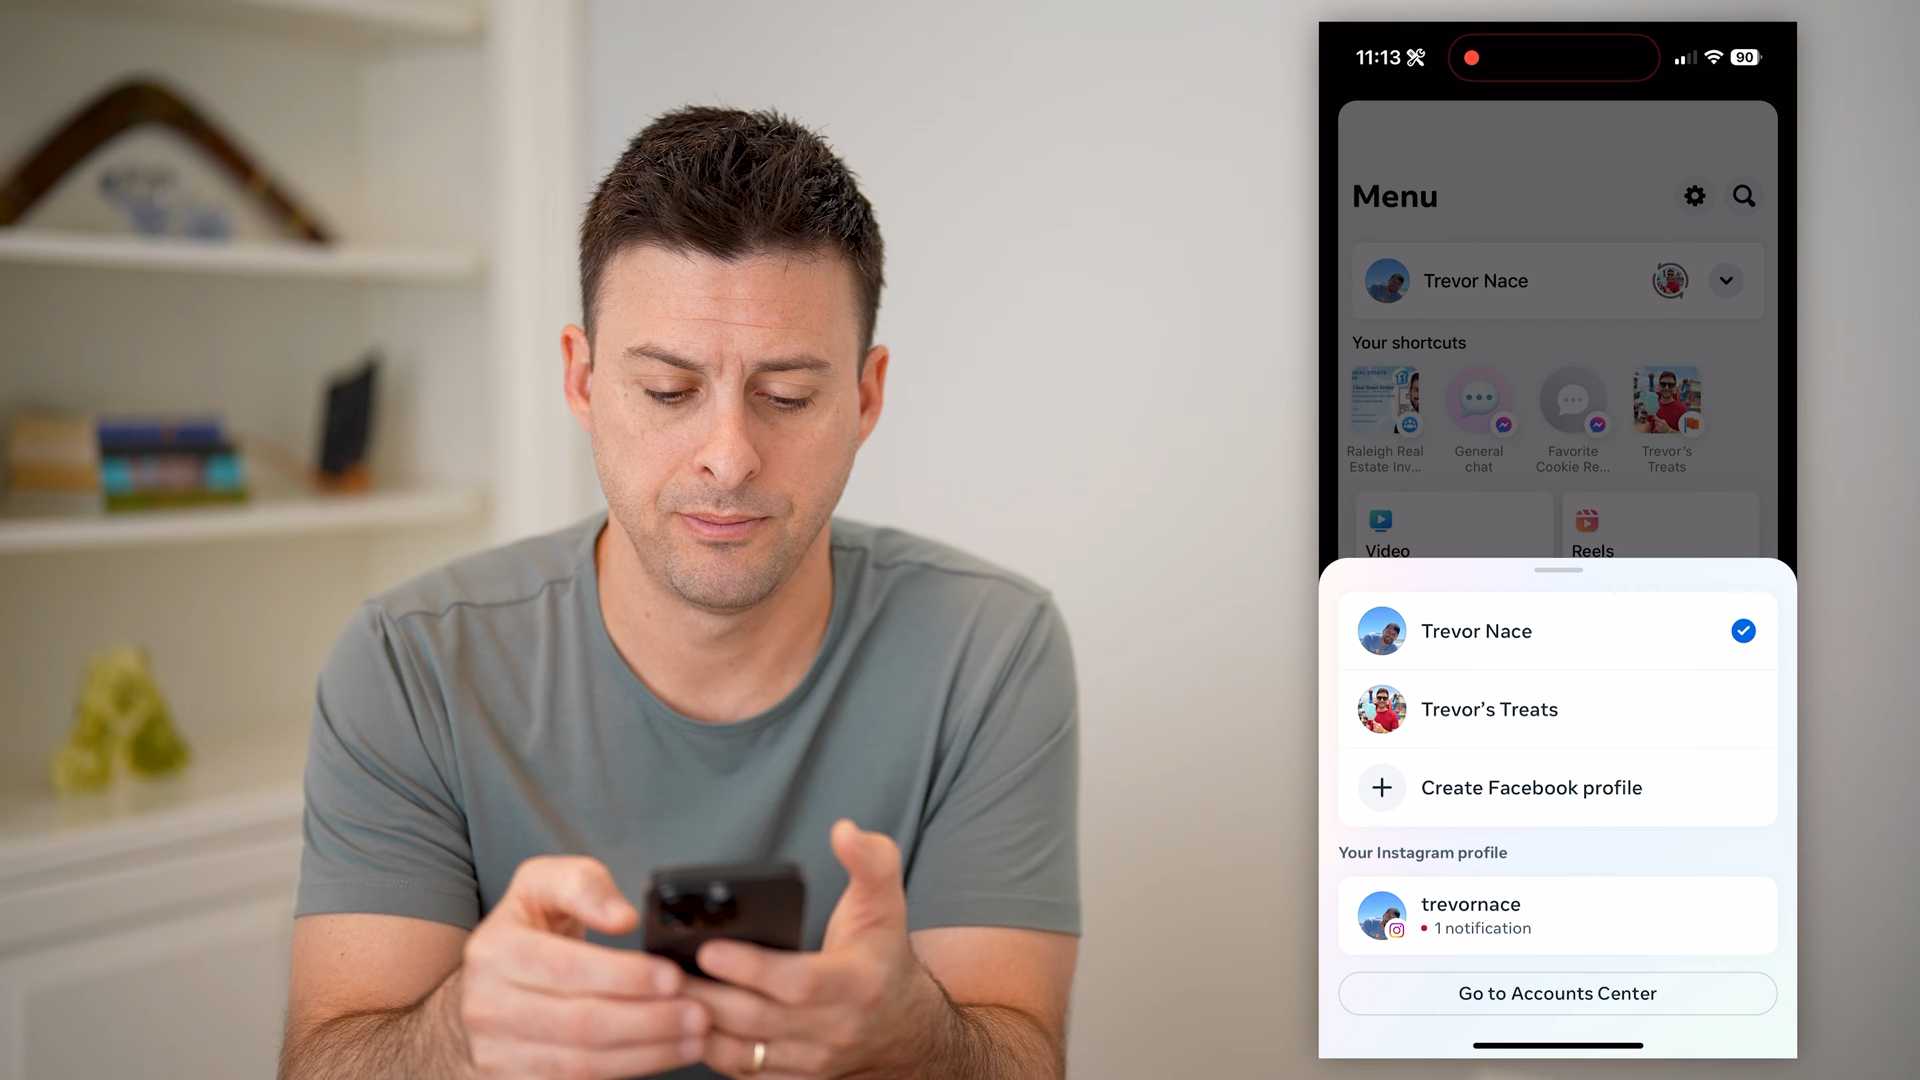 11:13
90
Menu
Trevor Nace
Your shortcuts
Raleigh Real
Estate Inv...
General
chat
Favorite
Cookie Re...
Trevor's
Treats
Video
Reels
Trevor Nace
Trevor's Treats
Create Facebook profile
Your Instagram profile
trevornace
1 notification
Go to Accounts Center